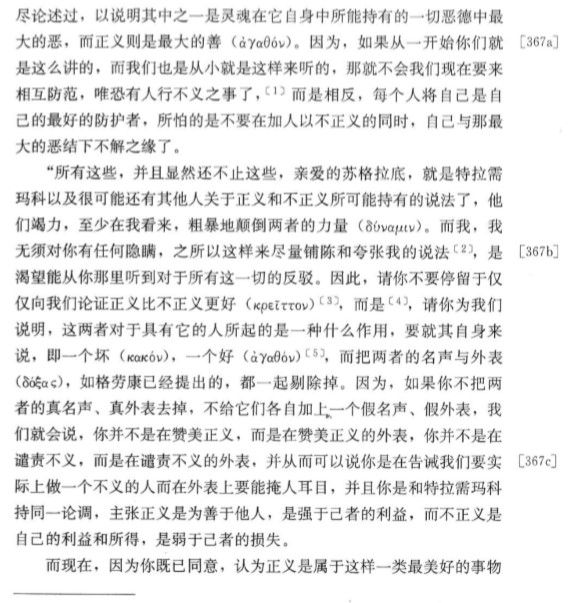 尽论述过，以说明其中之一是灵魂在它自身中所能持有的一切恶德中最
大的恶，而正义则是最大的善（ἀγαθόν）。因为，如果从一开始你们就 [367a]
是这么讲的，而我们也是从小就是这样来听的，那就不会我们现在要来
相互防范，唯恐有人行不义之事了，〔1〕而是相反，每个人将自己是自
己的最好的防护者，所怕的是不要在加人以不正义的同时，自己与那最
大的恶结下不解之缘了。
“所有这些，并且显然还不止这些，亲爱的苏格拉底，就是特拉需
玛科以及很可能还有其他人关于正义和不正义所可能持有的说法了，他
们竭力，至少在我看来，粗暴地颠倒两者的力量（δύναμιν）。而我，我
无须对你有任何隐瞒，之所以这样来尽量铺陈和夸张我的说法〔2〕，是 [367b]
渴望能从你那里听到对于所有这一切的反驳。因此，请你不要停留于仅
仅向我们论证正义比不正义更好（κρεῖττον）〔3〕，而是〔4〕，请你为我们
说明，这两者对于具有它的人所起的是一种什么作用，要就其自身来
说，即一个坏（κακόν），一个好（ἀγαθόν）〔5〕，而把两者的名声与外表
（δόξας），如格劳康已经提出的，都一起剔除掉。因为，如果你不把两
者的真名声、真外表去掉，不给它们各自加上一个假名声、假外表，我
们就会说，你并不是在赞美正义，而是在赞美正义的外表，你并不是在
谴责不义，而是在谴责不义的外表，并从而可以说你是在告诫我们要实 [367c]
际上做一个不义的人而在外表上要能掩人耳目，并且你是和特拉需玛科
持同一论调，主张正义是为善于他人，是强于己者的利益，而不正义是
自己的利益和所得，是弱于己者的损失。
而现在，因为你既已同意，认为正义是属于这样一类最美好的事物